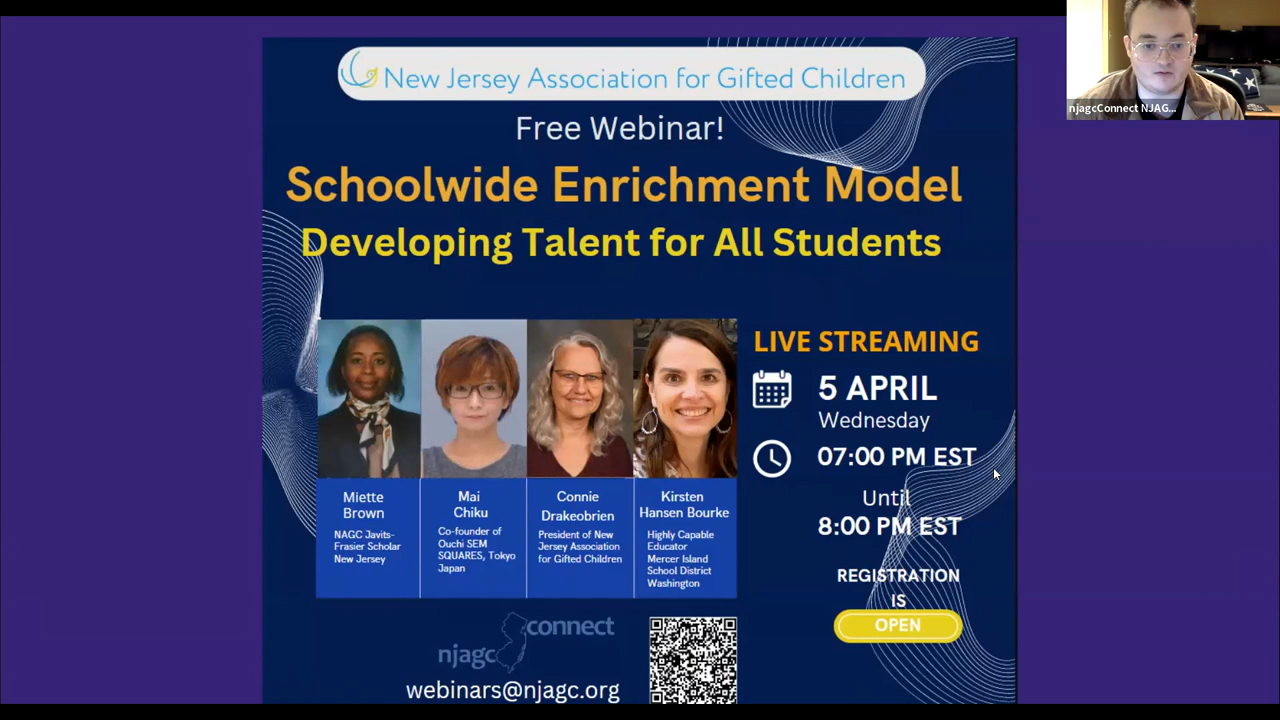 New Jersey Association for Gifted Children
Free Webinar!
Schoolwide Enrichment Model
Developing Talent for All Students
LIVE STREAMING
5 APRIL
Wednesday
07:00 PM EST
Until
8:00 PM EST
REGISTRATION
IS
OPEN
Miette
Brown
NAGC Javits-
Frasier Scholar
New Jersey
Mai
Chiku
Co-founder of
Ouchi SEM
SQUARES, Tokyo
Japan
Connie
Drakeobrien
President of New
Jersey Association
for Gifted Children
Kirsten
Hansen Bourke
Highly Capable
Educator
Mercer Island
School District
Washington
njagc connect
webinars@njagc.org
njagcConnect NJAG...